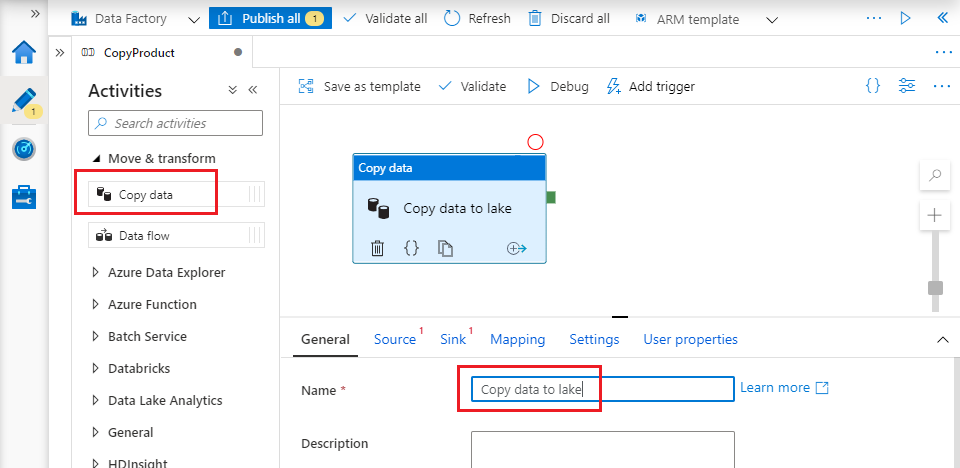 Data Factory Publish all 1 Validate all Refresh Discard all ARM template
CopyProduct
Activities
Search activities
Move & transform
Copy data
Data flow
Azure Data Explorer
Azure Function
Batch Service
Databricks
Data Lake Analytics
General
HDInsight
1
Save as template Validate Debug Add trigger
Copy data
Copy data to lake
General Source 1 Sink 1 Mapping Settings User properties
Name * Copy data to lake Learn more
Description